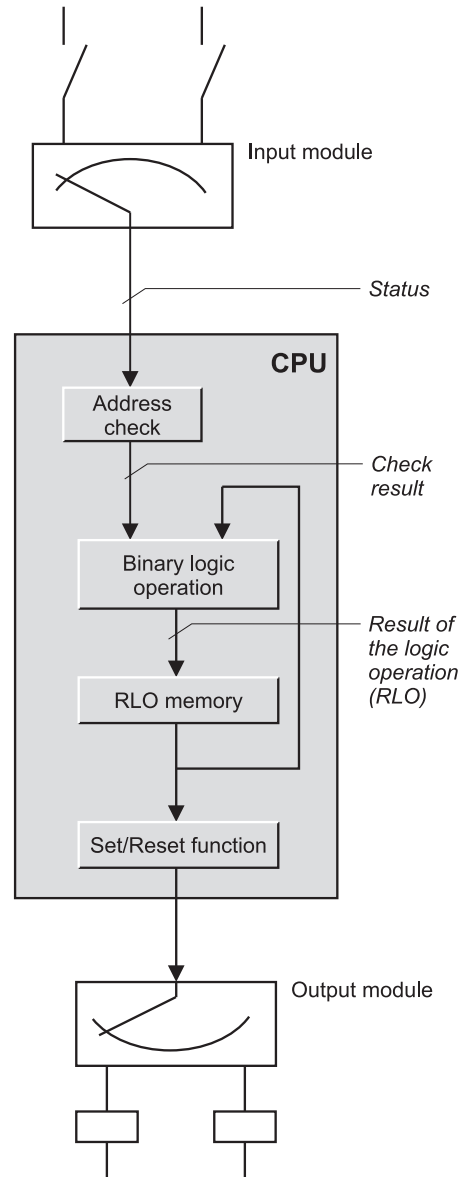 Input module
Status
CPU
Address
check
Check
result
Binary logic
operation
Result of
the logic
operation
(RLO)
RLO memory
Set/Reset function
Output module